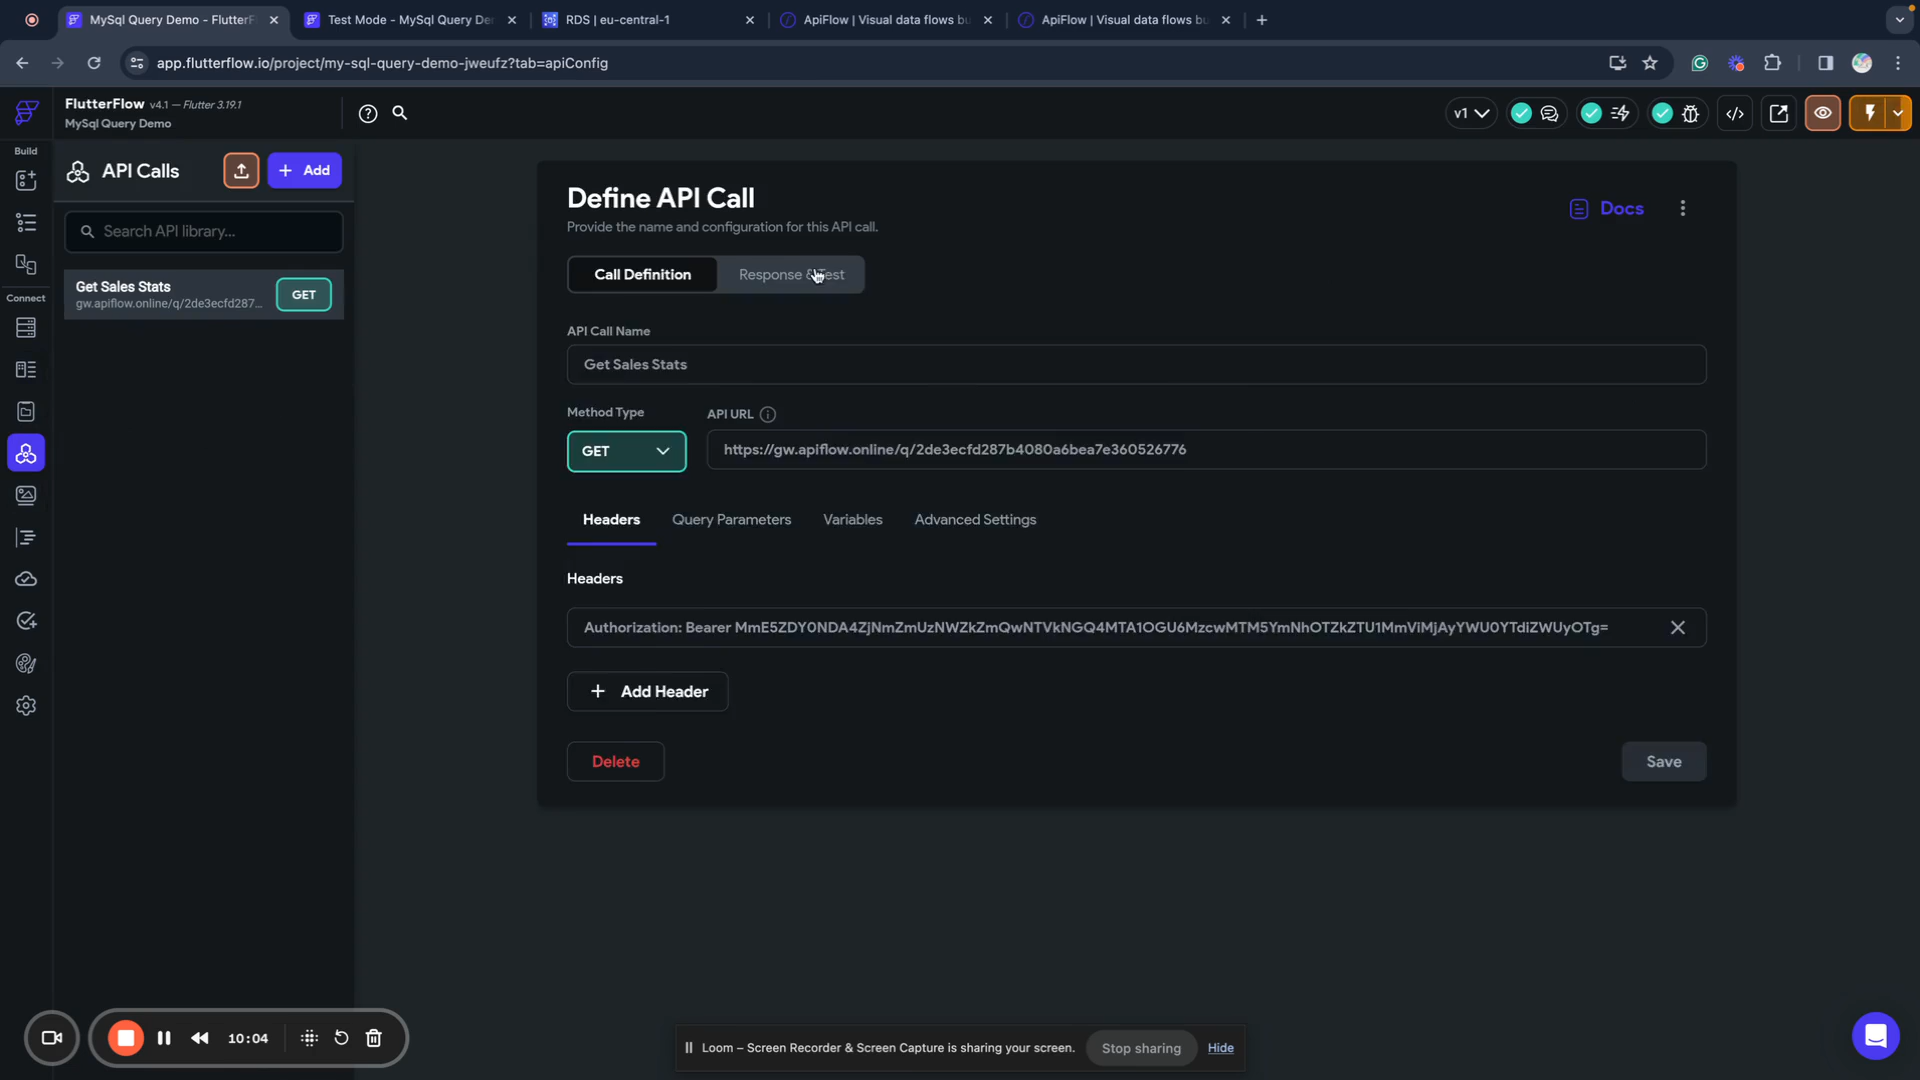 MySql Query Demo - FlutterF
Test Mode - MySql Query De
RDS | eu-central-1
ApiFlow | Visual data flows bu
ApiFlow | Visual data flows bu
app.flutterflow.io/project/my-sql-query-demo-jweufz?tab=apiConfig
FlutterFlow v4.1 — Flutter 3.19.1
MySql Query Demo
v1
Build
API Calls
+ Add
Search API library...
Get Sales Stats
gw.apiflow.online/q/2de3ecfd287...
GET
Connect
Define API Call
Provide the name and configuration for this API call.
Docs
Call Definition
Response & Test
API Call Name
Get Sales Stats
Method Type
API URL
GET
https://gw.apiflow.online/q/2de3ecfd287b4080a6bea7e360526776
Headers
Query Parameters
Variables
Advanced Settings
Headers
Authorization: Bearer MmE5ZDY0NDA4ZjNmZmUzNWZkZmQwNTVkNGQ4MTA1OGU6MzcwMTM5YmNhOTZkZTU1MmViMjAyYWU0YTdiZWUyOTg=
+ Add Header
Delete
Save
10:04
Loom – Screen Recorder & Screen Capture is sharing your screen.
Stop sharing
Hide